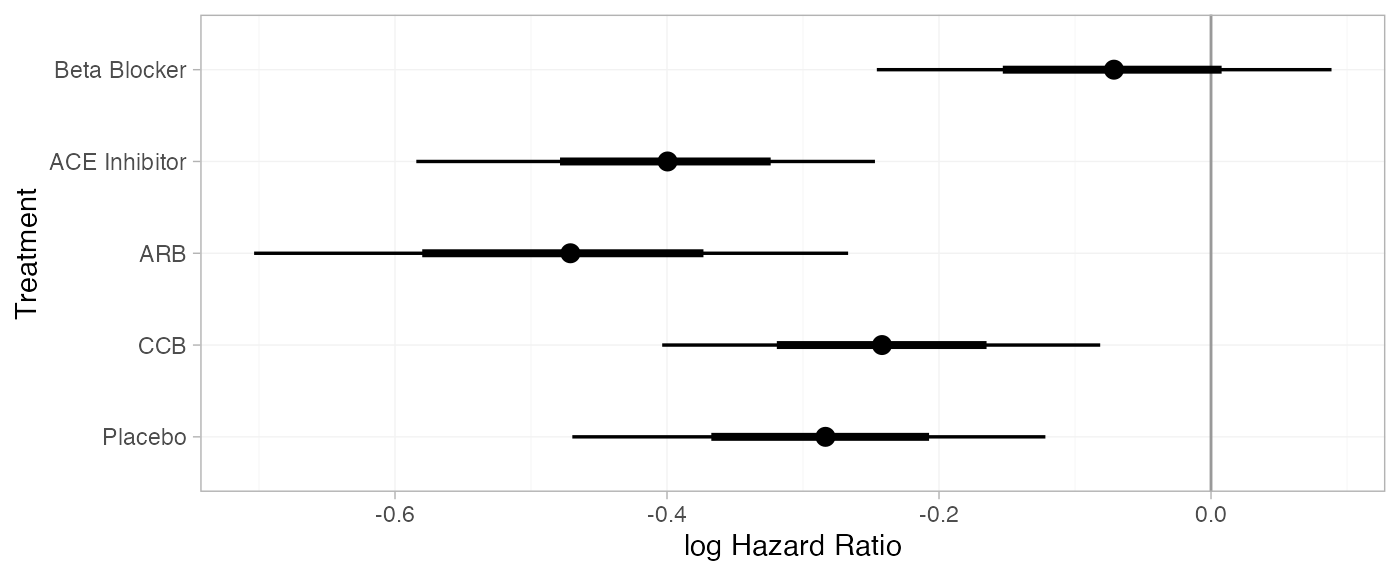 Treatment
Beta Blocker
ACE Inhibitor
ARB
CCB
Placebo
-0.6 -0.4 -0.2 0.0
log Hazard Ratio